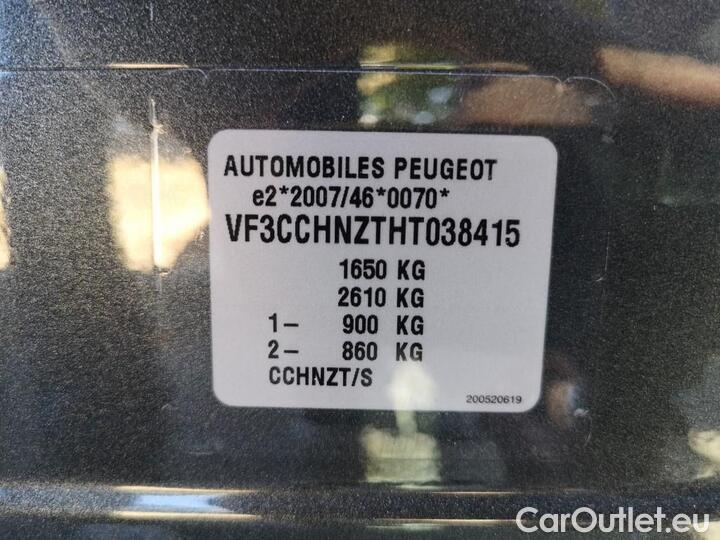 AUTOMOBILES PEUGEOT
e2*2007/46*0070*
VF3CCHNZTHT038415
1650 KG
2610 KG
1- 900 KG
2- 860 KG
CCHNZT/S
200520619
CarOutlet.eu